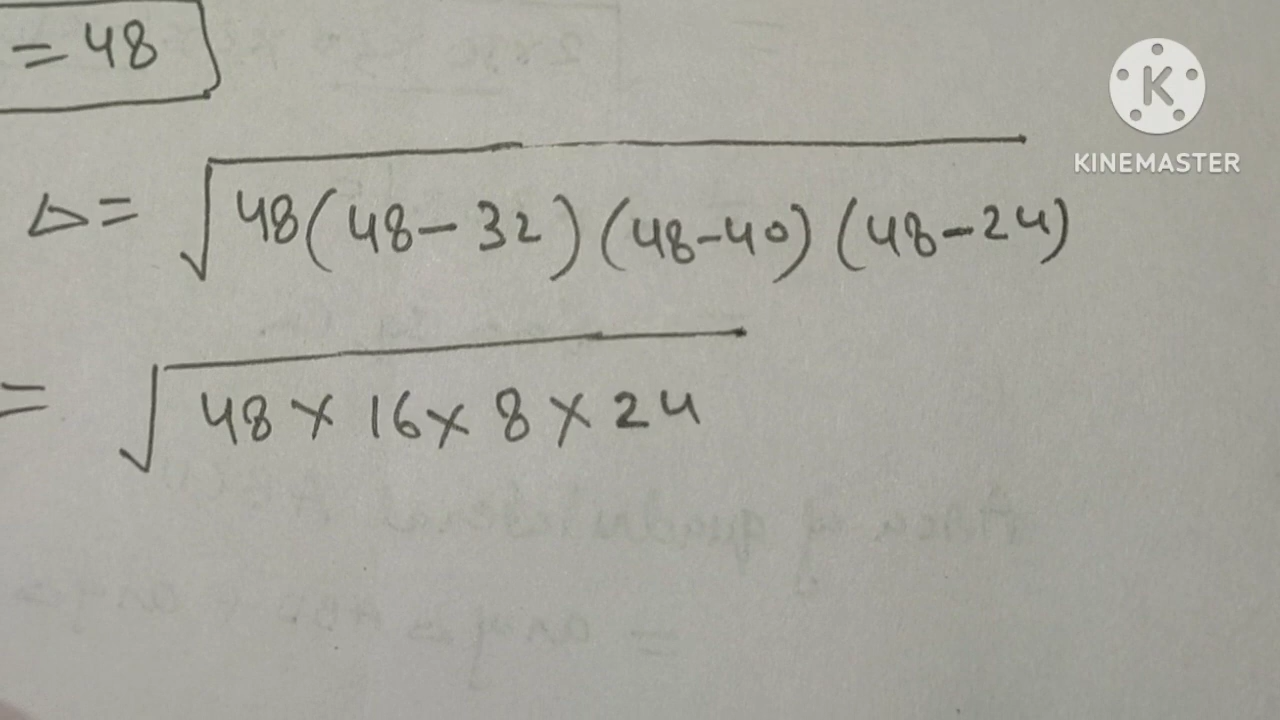 = 48
K
KINEMASTER
△ = √48(48-32)(48-40)(48-24)
= √48 × 16 × 8 × 24